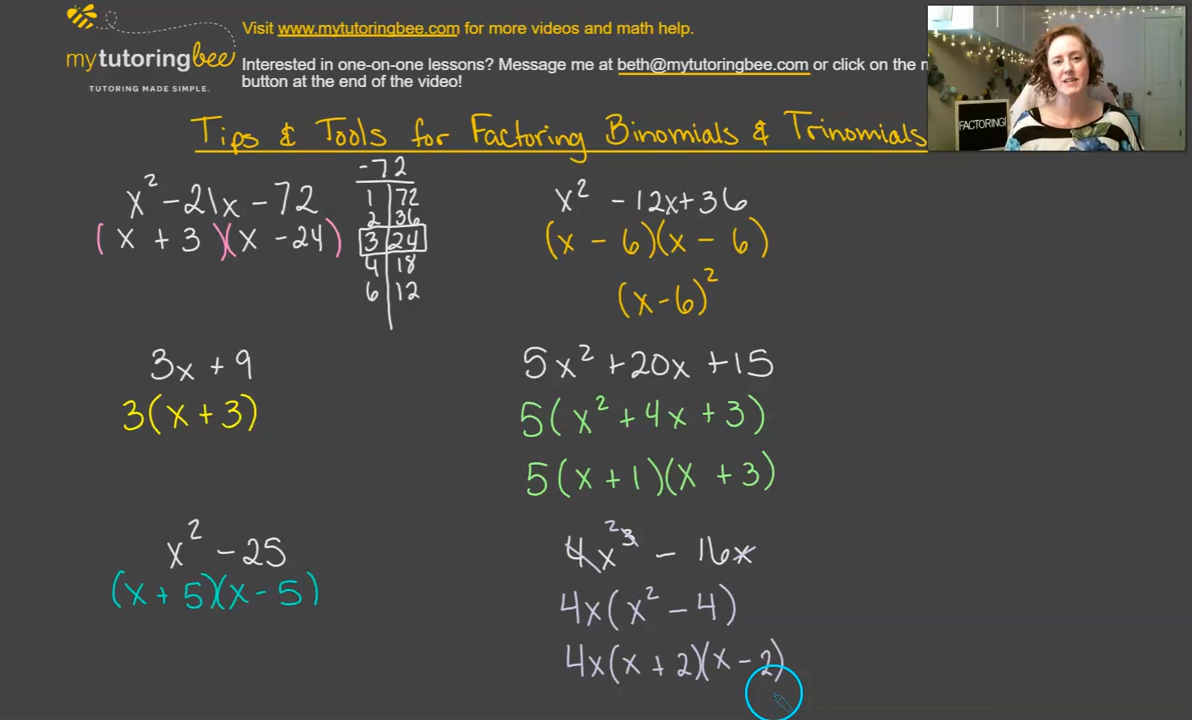 Visit www.mytutoringbee.com for more videos and math help.
mytutoringbee
TUTORING MADE SIMPLE.
Interested in one-on-one lessons? Message me at beth@mytutoringbee.com or click on the
button at the end of the video!
FACTORING!
Tips & Tools for Factoring Binomials & Trinomials
x² - 21x - 72
(x + 3)(x - 24)
-72
1 | 72
2 | 36
3 | 24
4 | 18
6 | 12
x² - 12x + 36
(x - 6)(x - 6)
(x - 6)²
3x + 9
3(x + 3)
5x² + 20x + 15
5(x² + 4x + 3)
5(x + 1)(x + 3)
x² - 25
(x + 5)(x - 5)
4x³ ² - 16x
4x(x² - 4)
4x(x + 2)(x - 2)